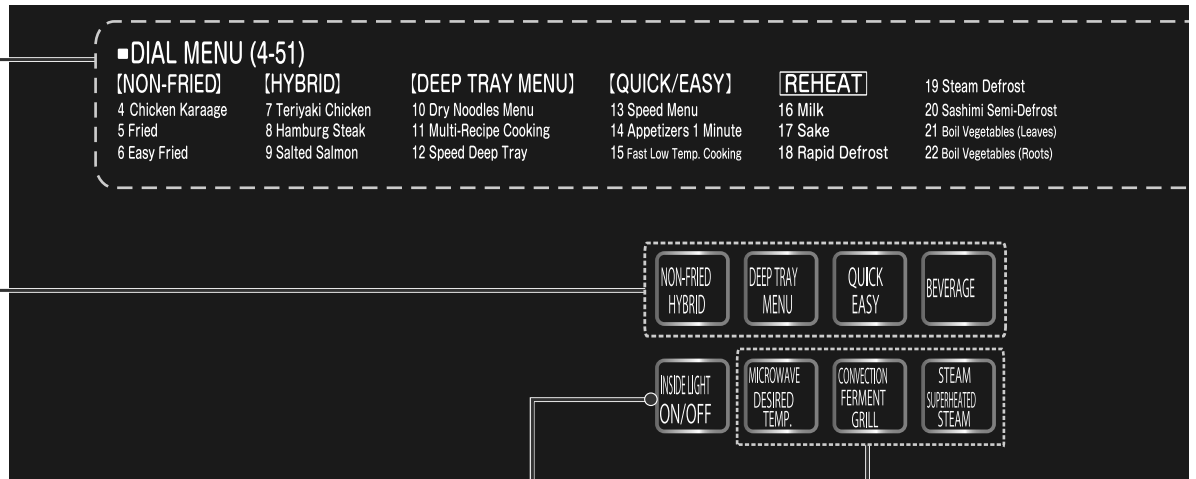 ■DIAL MENU (4-51)
【NON-FRIED】
4 Chicken Karaage
5 Fried
6 Easy Fried
【HYBRID】
7 Teriyaki Chicken
8 Hamburg Steak
9 Salted Salmon
【DEEP TRAY MENU】
10 Dry Noodles Menu
11 Multi-Recipe Cooking
12 Speed Deep Tray
【QUICK/EASY】
13 Speed Menu
14 Appetizers 1 Minute
15 Fast Low Temp. Cooking
REHEAT
16 Milk
17 Sake
18 Rapid Defrost
19 Steam Defrost
20 Sashimi Semi-Defrost
21 Boil Vegetables (Leaves)
22 Boil Vegetables (Roots)
NON-FRIED
HYBRID
DEEP TRAY
MENU
QUICK
EASY
BEVERAGE
INSIDE LIGHT
ON/OFF
MICROWAVE
DESIRED
TEMP.
CONVECTION
FERMENT
GRILL
STEAM
SUPERHEATED
STEAM